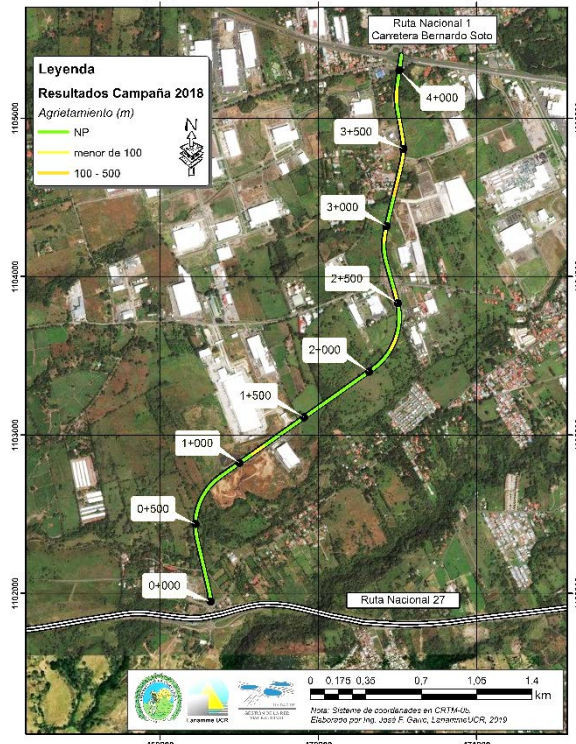 Ruta Nacional 1
Carretera Bernardo Soto
Leyenda
Resultados Campaña 2018
Agrietamiento (m)
NP
menor de 100
100 - 500
N
4+000
3+500
3+000
2+500
2+000
1+500
1+000
0+500
0+000
Ruta Nacional 27
1105000
1104000
1103000
1102000
Lanamme UCR
0 0,175 0,35 0,7 1,05 1,4
km
Nota: Sistema de coordenadas en CRTM-05.
Elaborado por Ing. José F. Garro, LanammeUCR, 2019